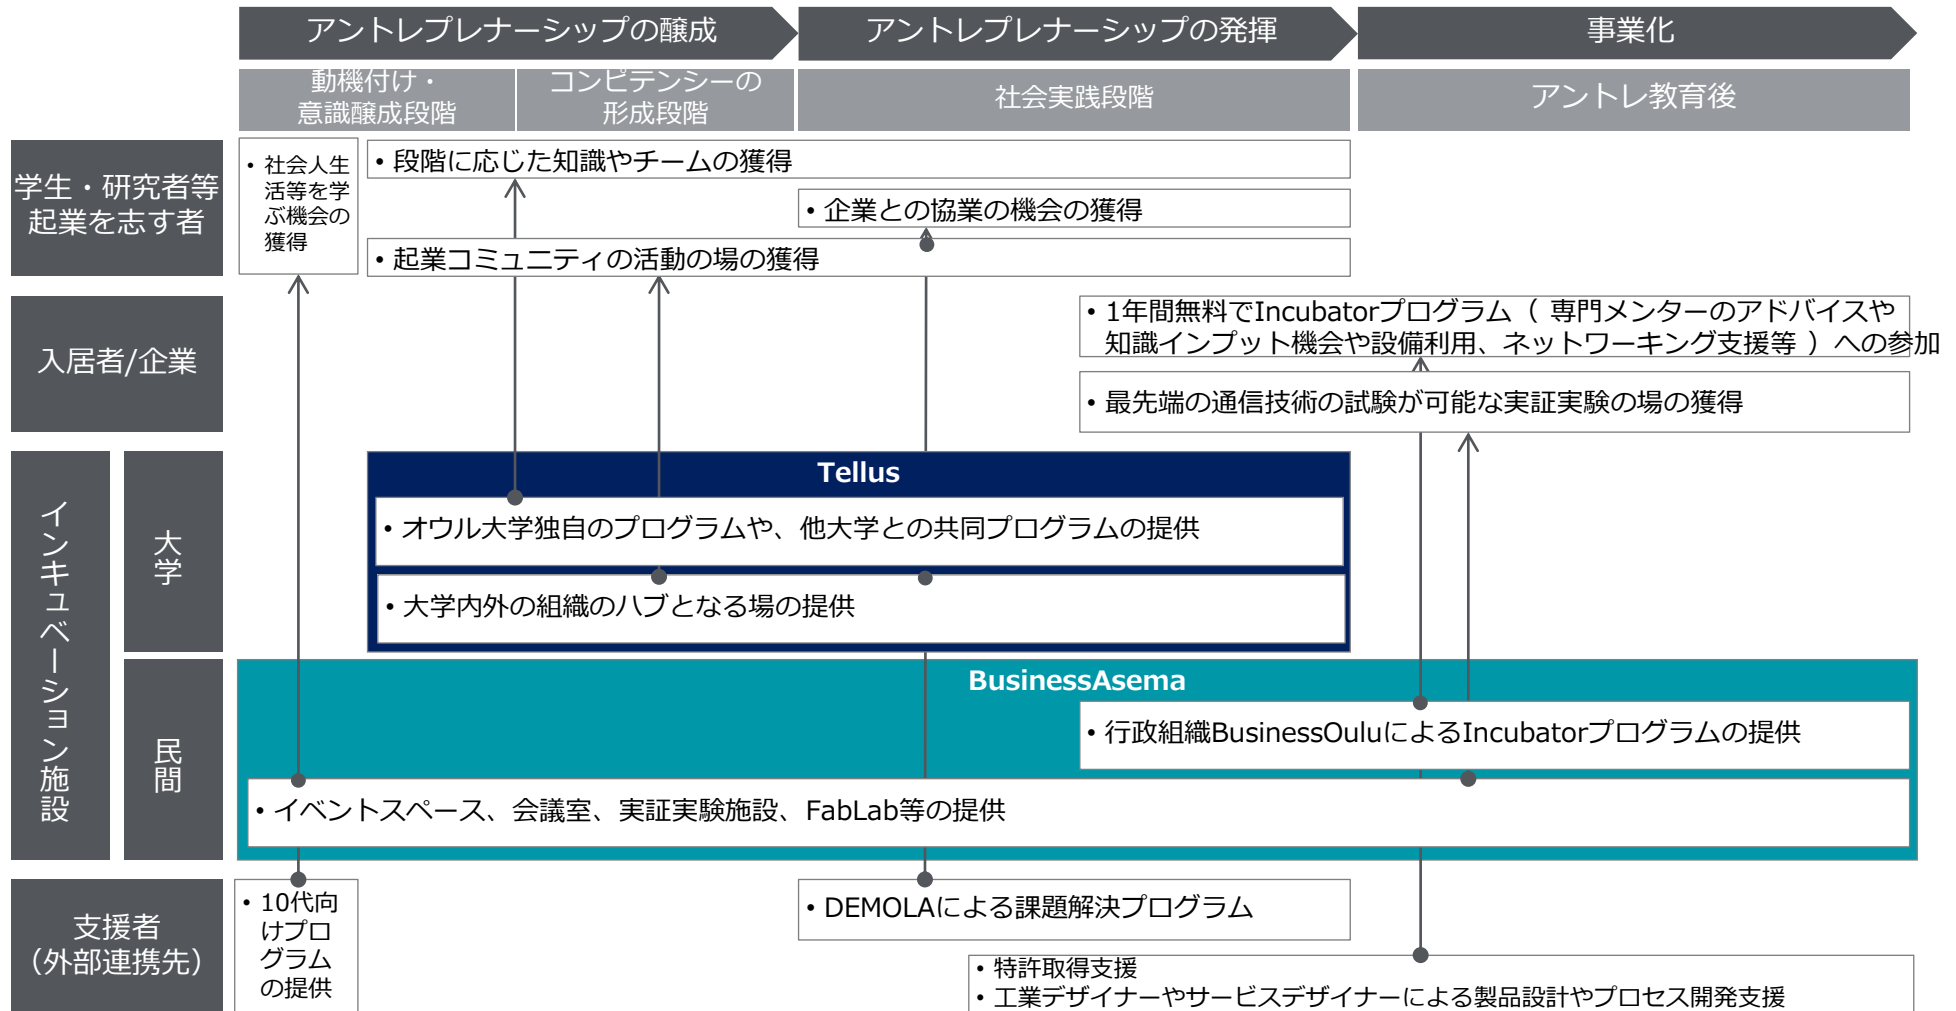 アントレプレナーシップの醸成
アントレプレナーシップの発揮
事業化
動機付け・
意識醸成段階
コンピテンシーの
形成段階
社会実践段階
アントレ教育後
学生・研究者等
起業を志す者
• 社会人生
活等を学
ぶ機会の
獲得
• 段階に応じた知識やチームの獲得
• 企業との協業の機会の獲得
• 起業コミュニティの活動の場の獲得
入居者/企業
• 1年間無料でIncubatorプログラム（ 専門メンターのアドバイスや
知識インプット機会や設備利用、ネットワーキング支援等 ）への参加
• 最先端の通信技術の試験が可能な実証実験の場の獲得
インキュベーション施設
大学
Tellus
• オウル大学独自のプログラムや、他大学との共同プログラムの提供
• 大学内外の組織のハブとなる場の提供
民間
BusinessAsema
• 行政組織BusinessOuluによるIncubatorプログラムの提供
• イベントスペース、会議室、実証実験施設、FabLab等の提供
支援者
（外部連携先）
• 10代向
けプロ
グラム
の提供
• DEMOLAによる課題解決プログラム
• 特許取得支援
• 工業デザイナーやサービスデザイナーによる製品設計やプロセス開発支援